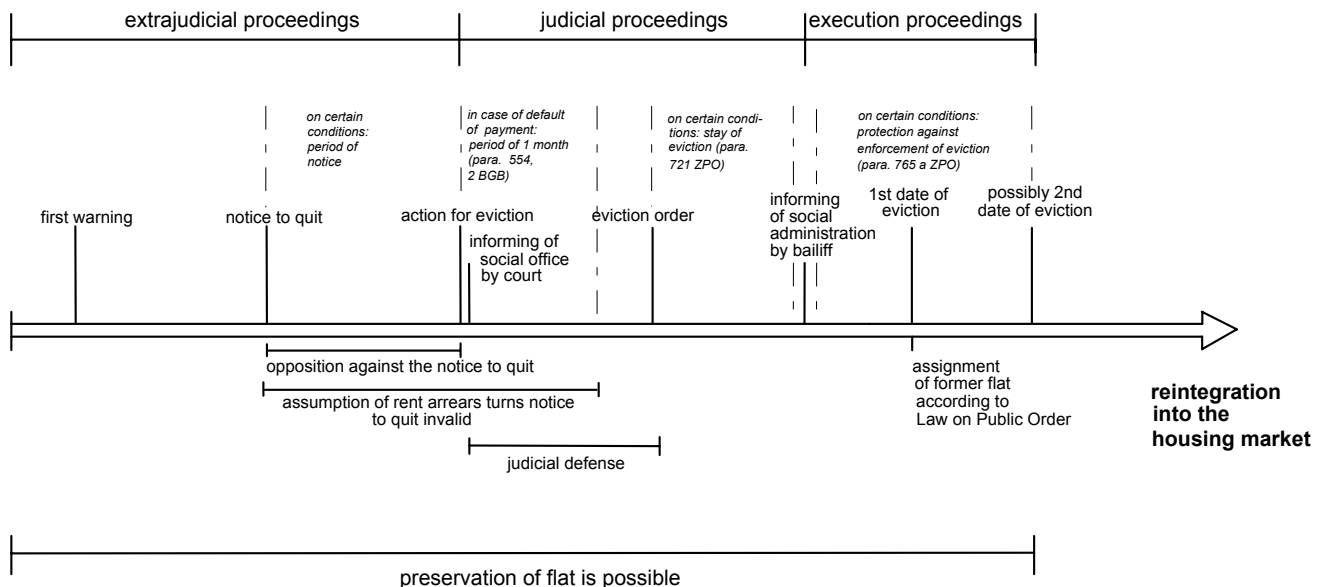 extrajudicial proceedings
judicial proceedings
execution proceedings
on certain
conditions:
period of
notice
in case of default
of payment:
period of 1 month
(para. 554,
2 BGB)
on certain condi-
tions: stay of
eviction (para.
721 ZPO)
on certain conditions:
protection against
enforcement of eviction
(para. 765 a ZPO)
first warning
notice to quit
action for eviction
informing of
social office
by court
eviction order
informing
of social
administration
by bailiff
1st date of
eviction
possibly 2nd
date of eviction
opposition against the notice to quit
assumption of rent arrears turns notice
to quit invalid
judicial defense
assignment
of former flat
according to
Law on Public Order
reintegration
into the
housing market
preservation of flat is possible